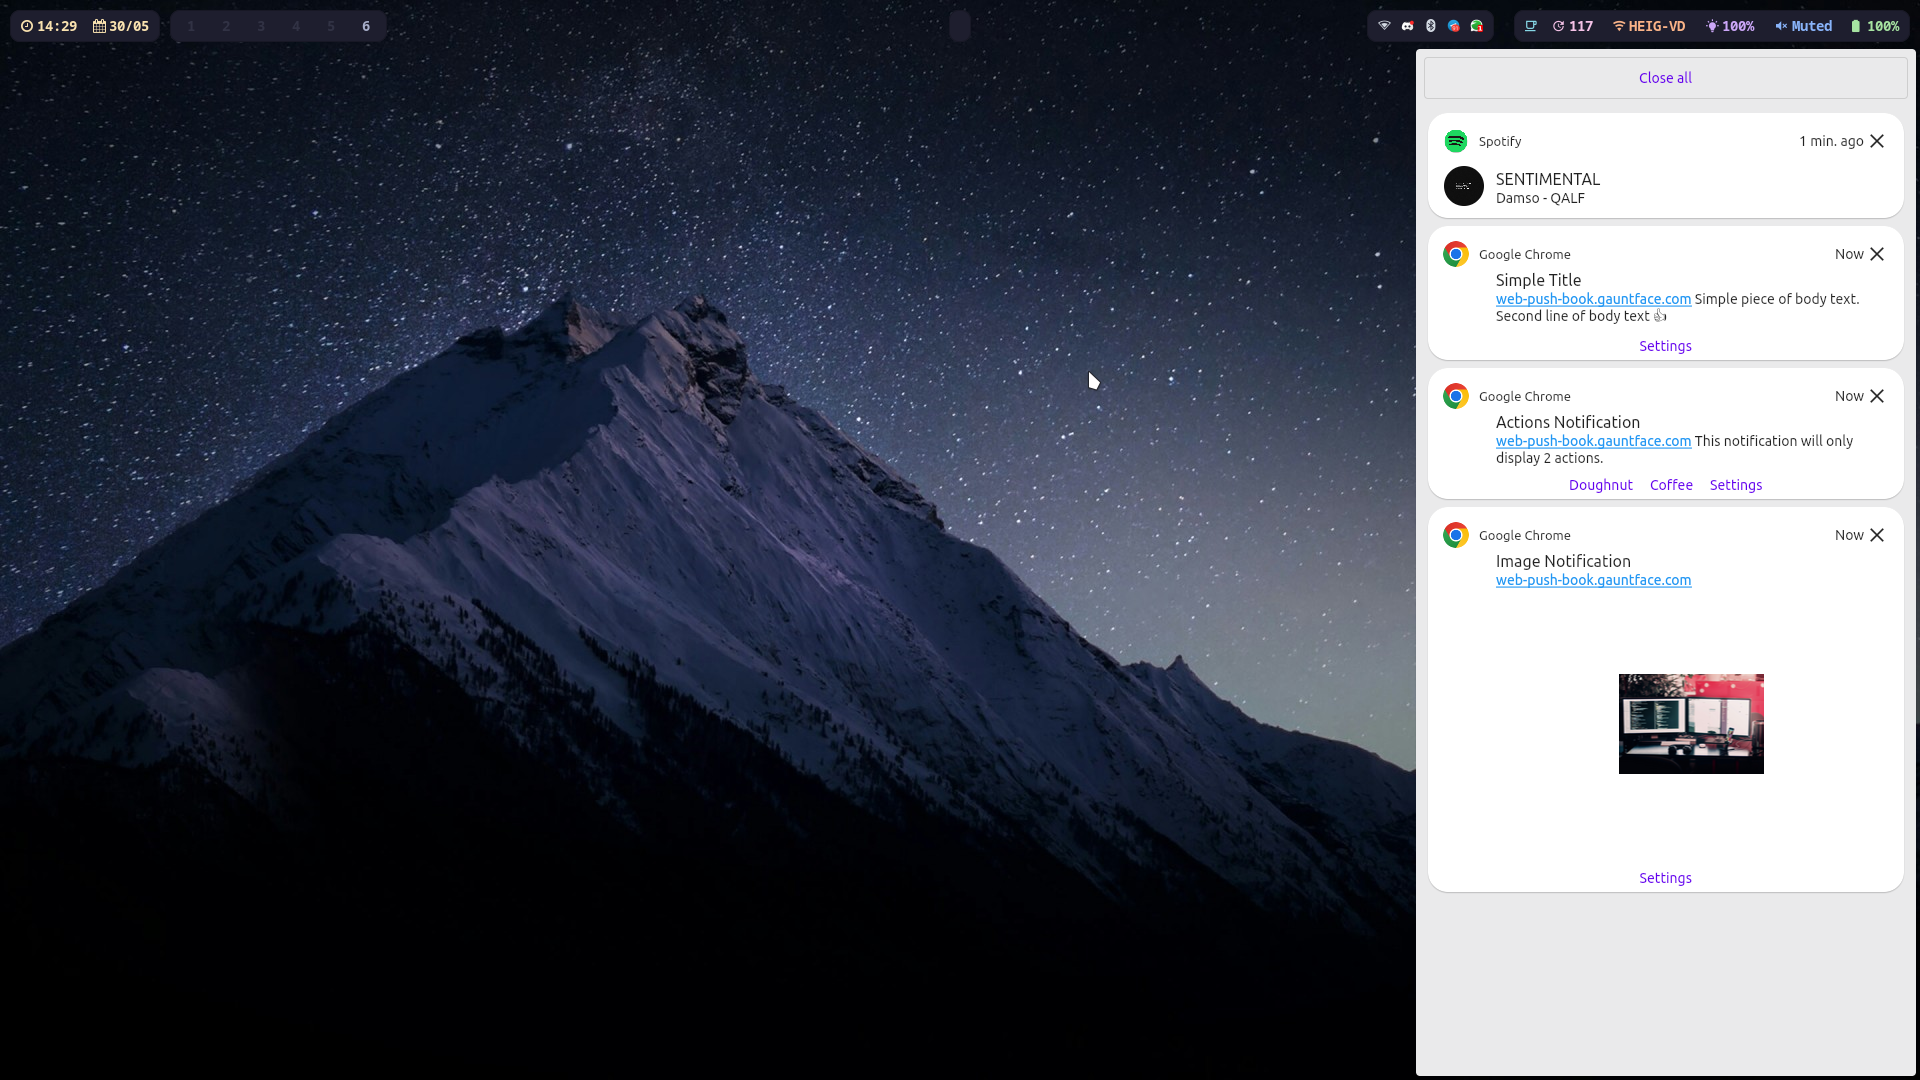 14:29 30/05 1 2 3 4 5 6 117 HEIG-VD 100% Muted 100%
Close all
Spotify 1 min. ago
SENTIMENTAL
Damso - QALF
Google Chrome Now
Simple Title
web-push-book.gauntface.com Simple piece of body text.
Second line of body text 👍
Settings
Google Chrome Now
Actions Notification
web-push-book.gauntface.com This notification will only
display 2 actions.
Doughnut Coffee Settings
Google Chrome Now
Image Notification
web-push-book.gauntface.com
Settings